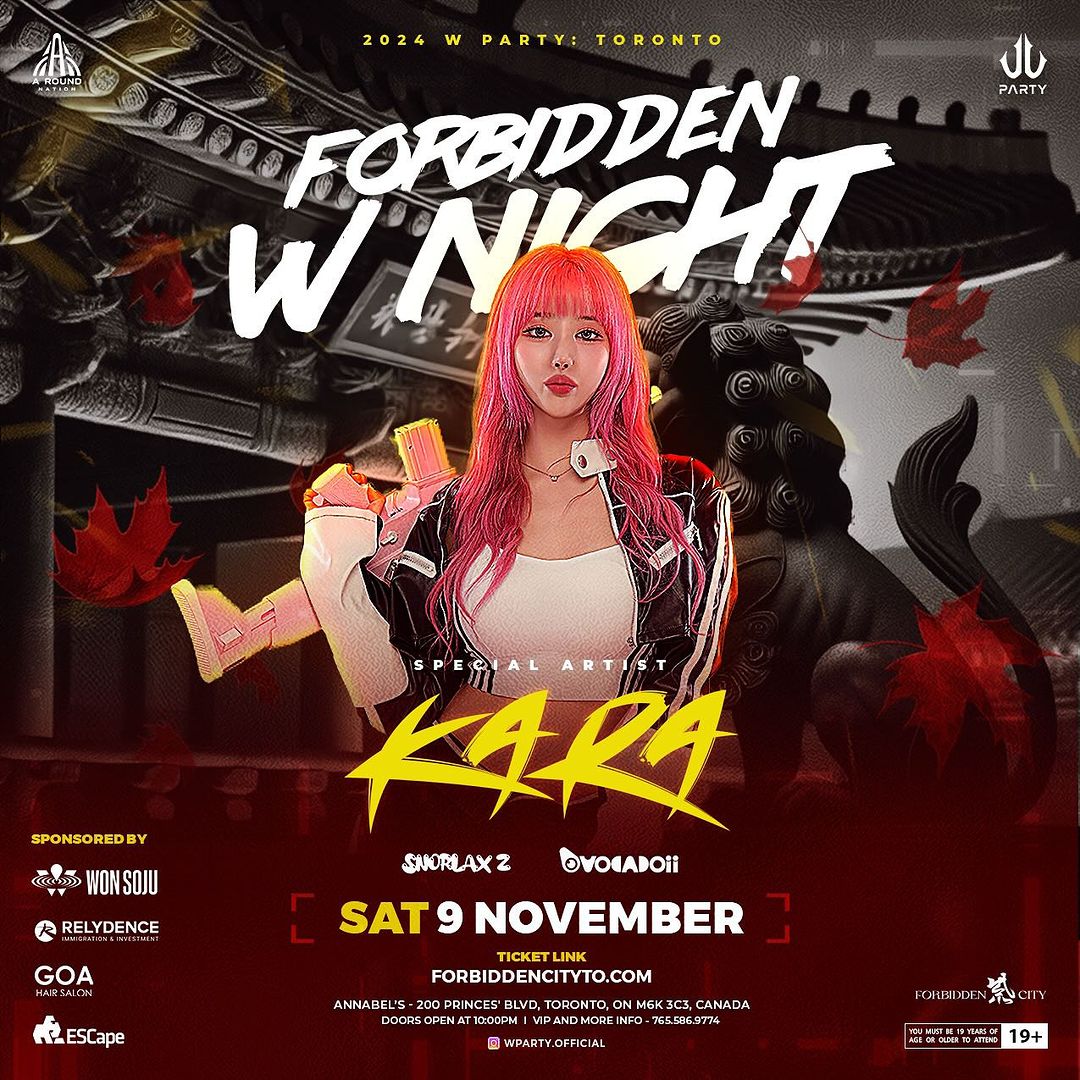 2024 W PARTY: TORONTO
A ROUND
NATION
PARTY
FORBIDDEN
W NIGHT
SPECIAL ARTIST
KARA
SPONSORED BY
WON SOJU
RELYDENCE
IMMIGRATION & INVESTMENT
GOA
HAIR SALON
ESCape
SNORLAX 2
OVOCADOii
SAT 9 NOVEMBER
TICKET LINK
FORBIDDENCITYTO.COM
ANNABEL'S - 200 PRINCES' BLVD, TORONTO, ON M6K 3C3, CANADA
DOORS OPEN AT 10:00PM I VIP AND MORE INFO - 765.586.9774
WPARTY.OFFICIAL
FORBIDDEN CITY
YOU MUST BE 19 YEARS OF
AGE OR OLDER TO ATTEND
19+